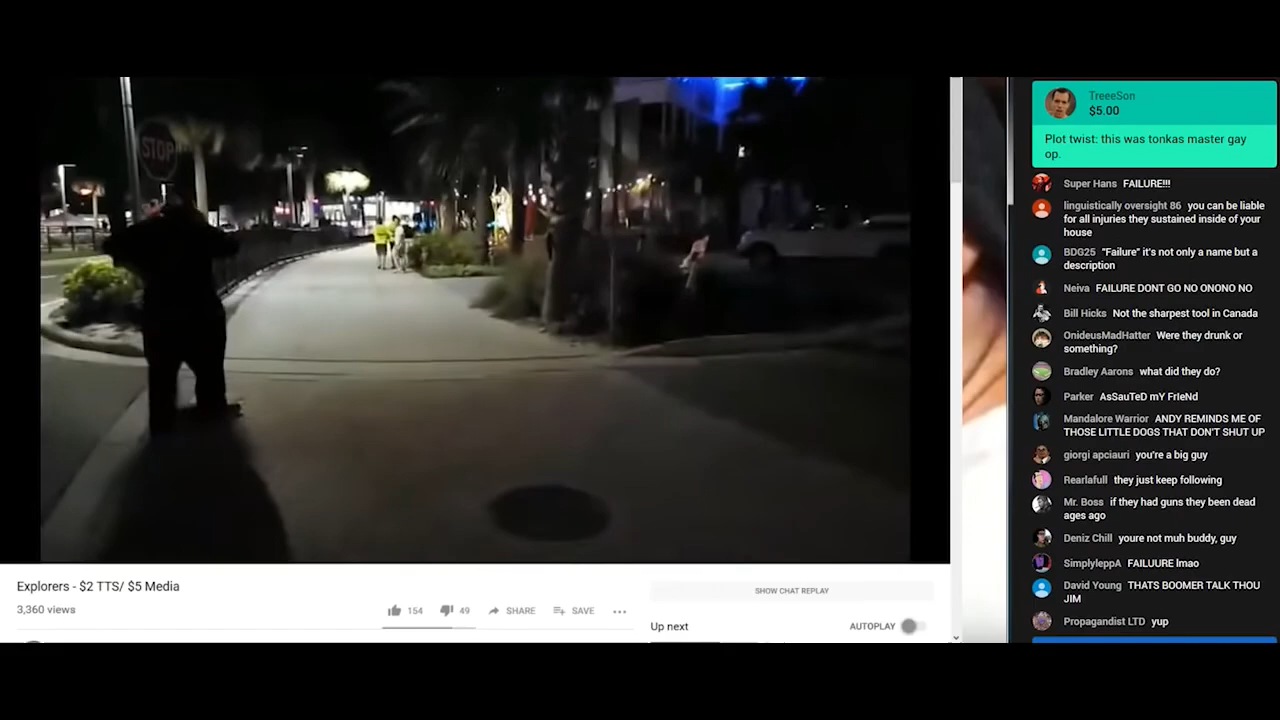 STOP
Explorers - $2 TTS/ $5 Media
3,360 views
154
49
SHARE
SAVE
SHOW CHAT REPLAY
Up next
AUTOPLAY
TreeeSon
$5.00
Plot twist: this was tonkas master gay
op.
Super Hans FAILURE!!!
linguistically oversight 86 you can be liable
for all injuries they sustained inside of your
house
BDG25 "Failure" it's not only a name but a
description
Neiva FAILURE DONT GO NO ONONO NO
Bill Hicks Not the sharpest tool in Canada
OnideusMadHatter Were they drunk or
something?
Bradley Aarons what did they do?
Parker AsSauTeD mY FrIeNd
Mandalore Warrior ANDY REMINDS ME OF
THOSE LITTLE DOGS THAT DON'T SHUT UP
giorgi apciauri you're a big guy
Rearlafull they just keep following
Mr. Boss if they had guns they been dead
ages ago
Deniz Chill youre not muh buddy, guy
SimplyleppA FAILUURE lmao
David Young THATS BOOMER TALK THOU
JIM
Propagandist LTD yup